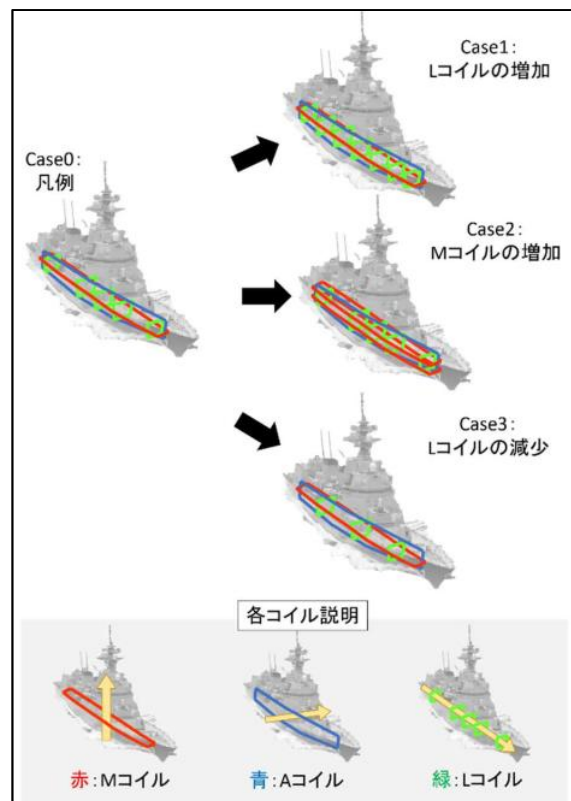 Case1:
Lコイルの増加
Case0:
凡例
Case2:
Mコイルの増加
Case3:
Lコイルの減少
各コイル説明
赤:Mコイル
青:Aコイル
緑:Lコイル